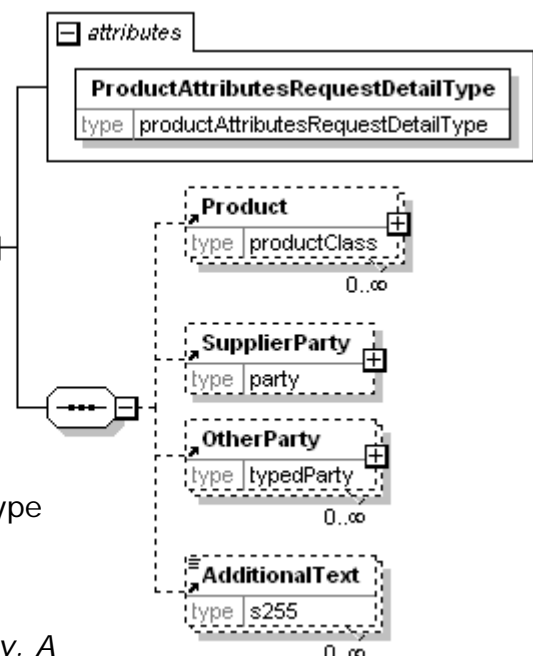 attributes
ProductAttributesRequestDetailType
type productAttributesRequestDetailType
Product
type productClass
0..∞
SupplierParty
type party
OtherParty
type typedParty
0..∞
ype
AdditionalText
type s255
v. A
0..∞